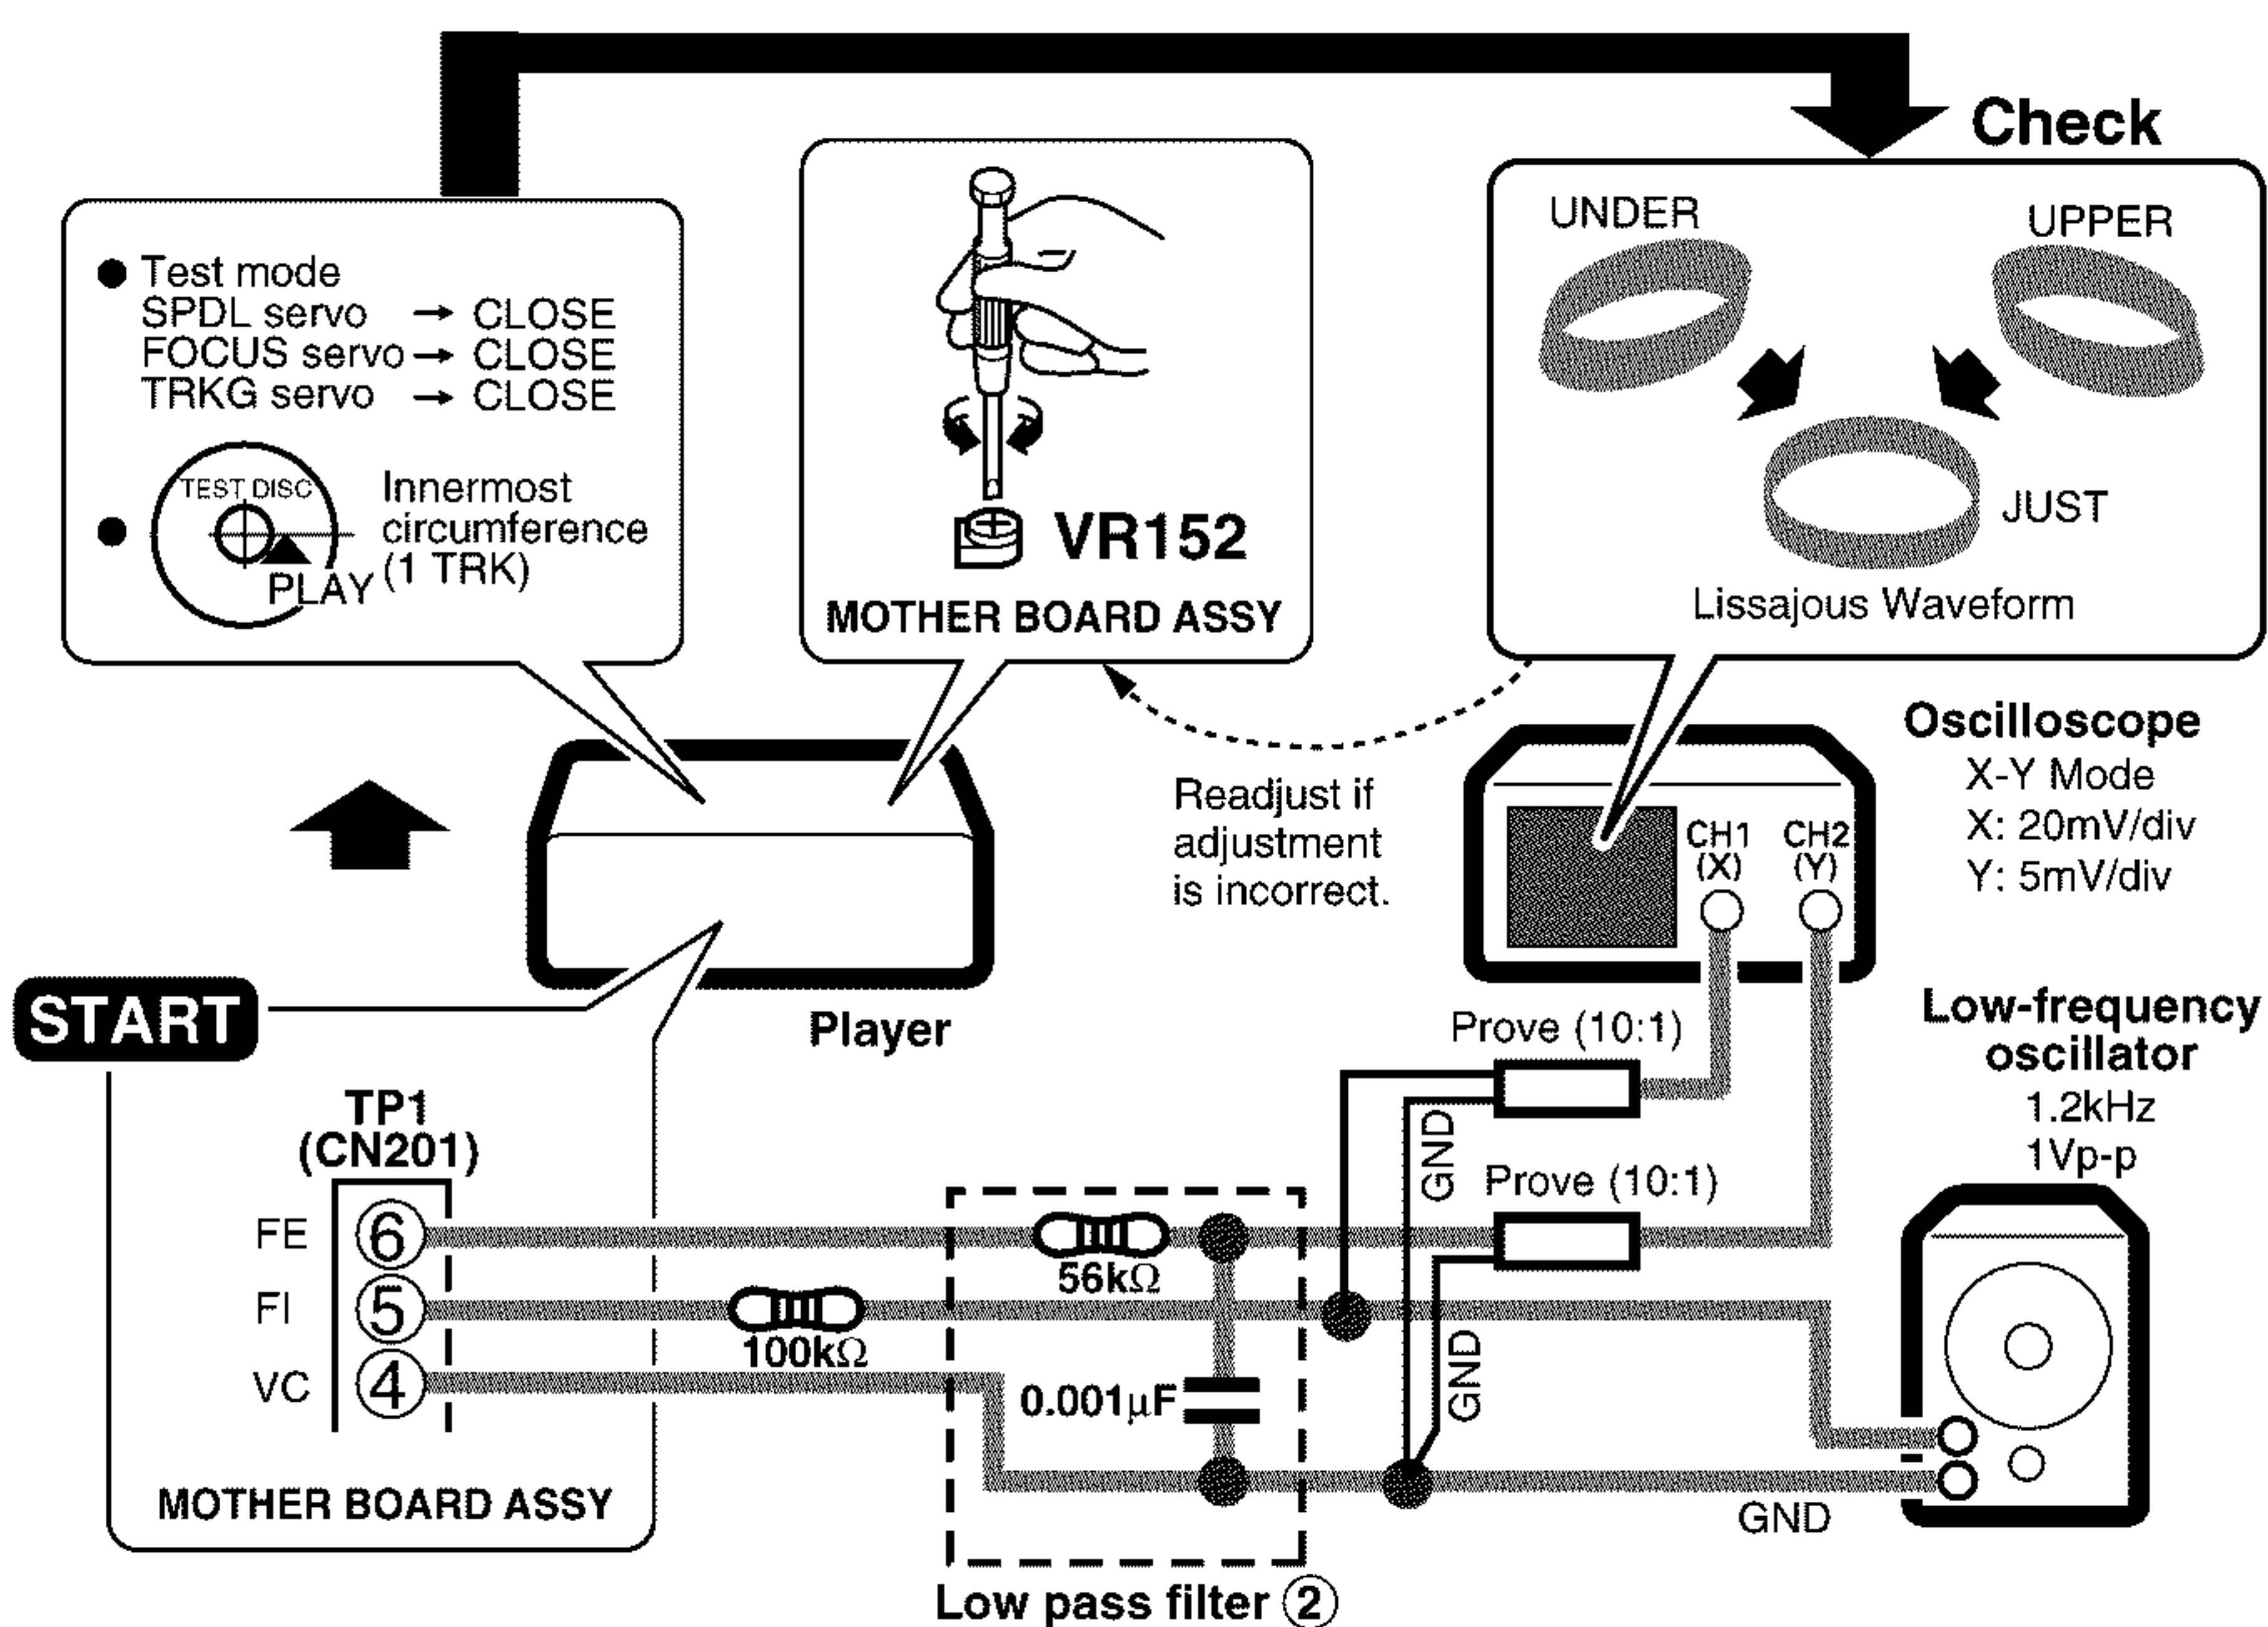 Check
● Test mode
SPDL servo → CLOSE
FOCUS servo → CLOSE
TRKG servo → CLOSE
TEST DISC
PLAY
Innermost
circumference
(1 TRK)
VR152
MOTHER BOARD ASSY
UNDER
UPPER
JUST
Lissajous Waveform
Readjust if
adjustment
is incorrect.
Oscilloscope
X-Y Mode
X: 20mV/div
Y: 5mV/div
CH1
(X)
CH2
(Y)
START
Player
Prove (10:1)
GND
Prove (10:1)
GND
Low-frequency
oscillator
1.2kHz
1Vp-p
TP1
(CN201)
FE ⑥
FI ⑤
VC ④
56kΩ
100kΩ
0.001μF
GND
MOTHER BOARD ASSY
Low pass filter ②